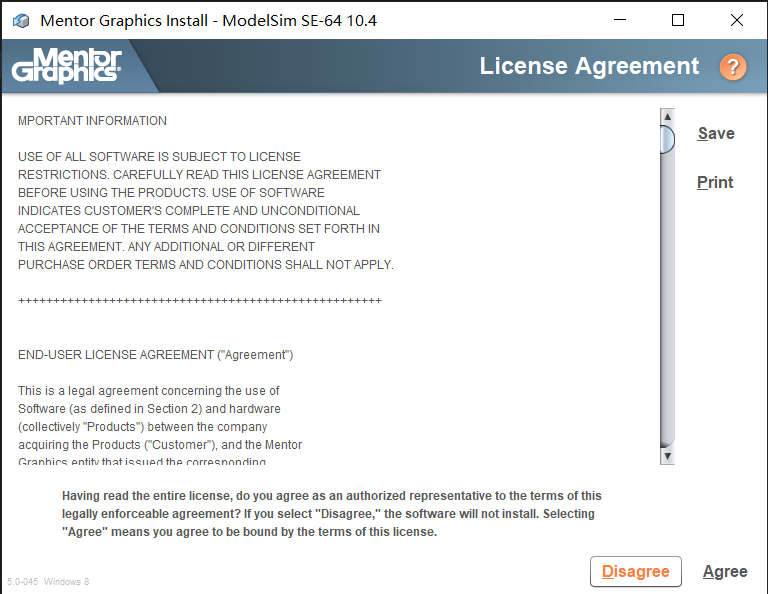 Mentor Graphics Install - ModelSim SE-64 10.4
Mentor
Graphics®
License Agreement
?
MPORTANT INFORMATION
Save
USE OF ALL SOFTWARE IS SUBJECT TO LICENSE
RESTRICTIONS. CAREFULLY READ THIS LICENSE AGREEMENT
Print
BEFORE USING THE PRODUCTS. USE OF SOFTWARE
INDICATES CUSTOMER'S COMPLETE AND UNCONDITIONAL
ACCEPTANCE OF THE TERMS AND CONDITIONS SET FORTH IN
THIS AGREEMENT. ANY ADDITIONAL OR DIFFERENT
PURCHASE ORDER TERMS AND CONDITIONS SHALL NOT APPLY.
++++++++++++++++++++++++++++++++++++++++++++++++++++
END-USER LICENSE AGREEMENT ("Agreement")
This is a legal agreement concerning the use of
Software (as defined in Section 2) and hardware
(collectively "Products") between the company
acquiring the Products ("Customer"), and the Mentor
Graphics entity that issued the corresponding
Having read the entire license, do you agree as an authorized representative to the terms of this
legally enforceable agreement? If you select "Disagree," the software will not install. Selecting
"Agree" means you agree to be bound by the terms of this license.
Disagree
Agree
5.0-045 Windows 8